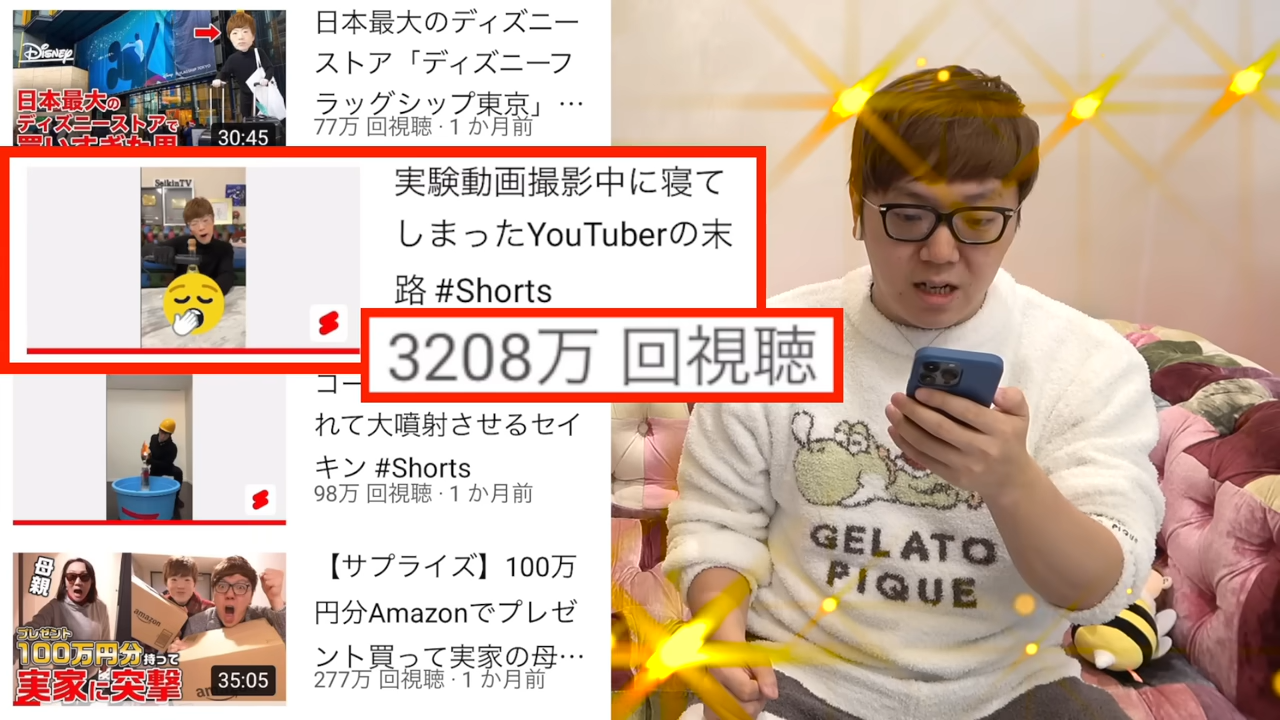 DISNEY
日本最大の
ディズニーストアで
買いすぎた男
30:45
日本最大のディズニー
ストア「ディズニーフ
ラッグシップ東京」…
77万 回視聴・1 か月前
SeikinTV
実験動画撮影中に寝て
しまったYouTuberの末
路 #Shorts
3208万 回視聴
コー
れて大噴射させるセイ
キン #Shorts
98万 回視聴・1 か月前
母親
amazon
プレゼント
100万円分持って
実家に突撃
35:05
【サプライズ】100万
円分Amazonでプレゼ
ント買って実家の母…
277万 回視聴・1 か月前
GELATO
PIQUE